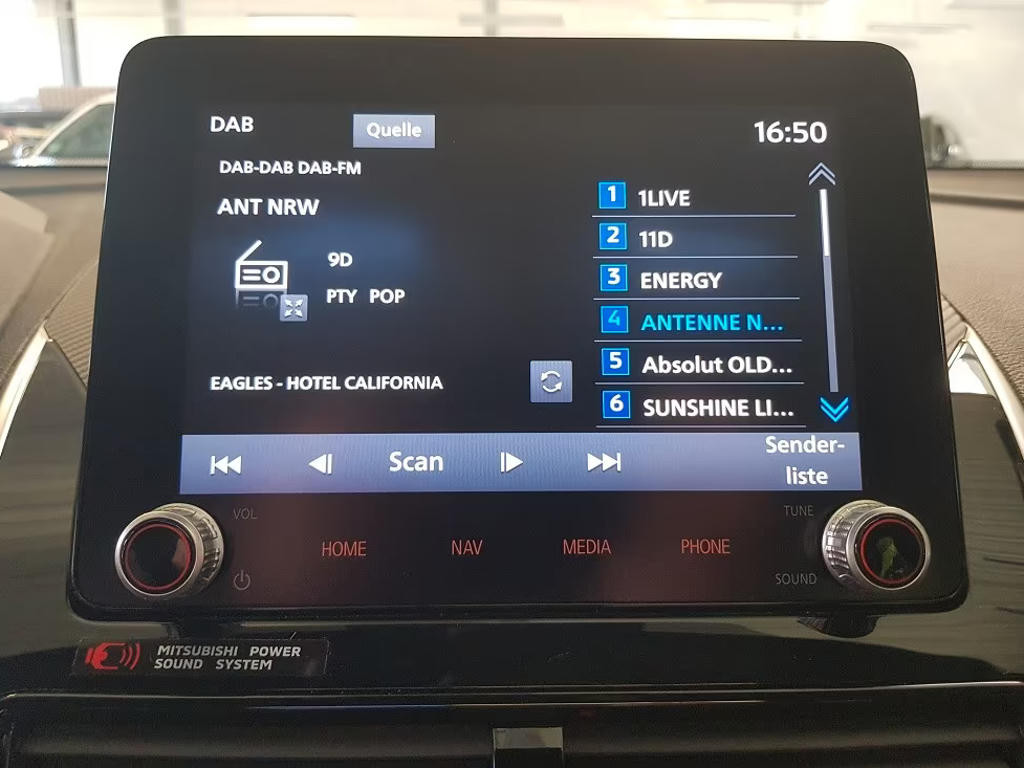 DAB
Quelle
16:50
DAB-DAB DAB-FM
ANT NRW
9D
PTY POP
EAGLES - HOTEL CALIFORNIA
1 1LIVE
2 11D
3 ENERGY
4 ANTENNE N...
5 Absolut OLD...
6 SUNSHINE LI...
Scan
Sender-
liste
VOL
TUNE
HOME
NAV
MEDIA
PHONE
SOUND
MITSUBISHI POWER
SOUND SYSTEM